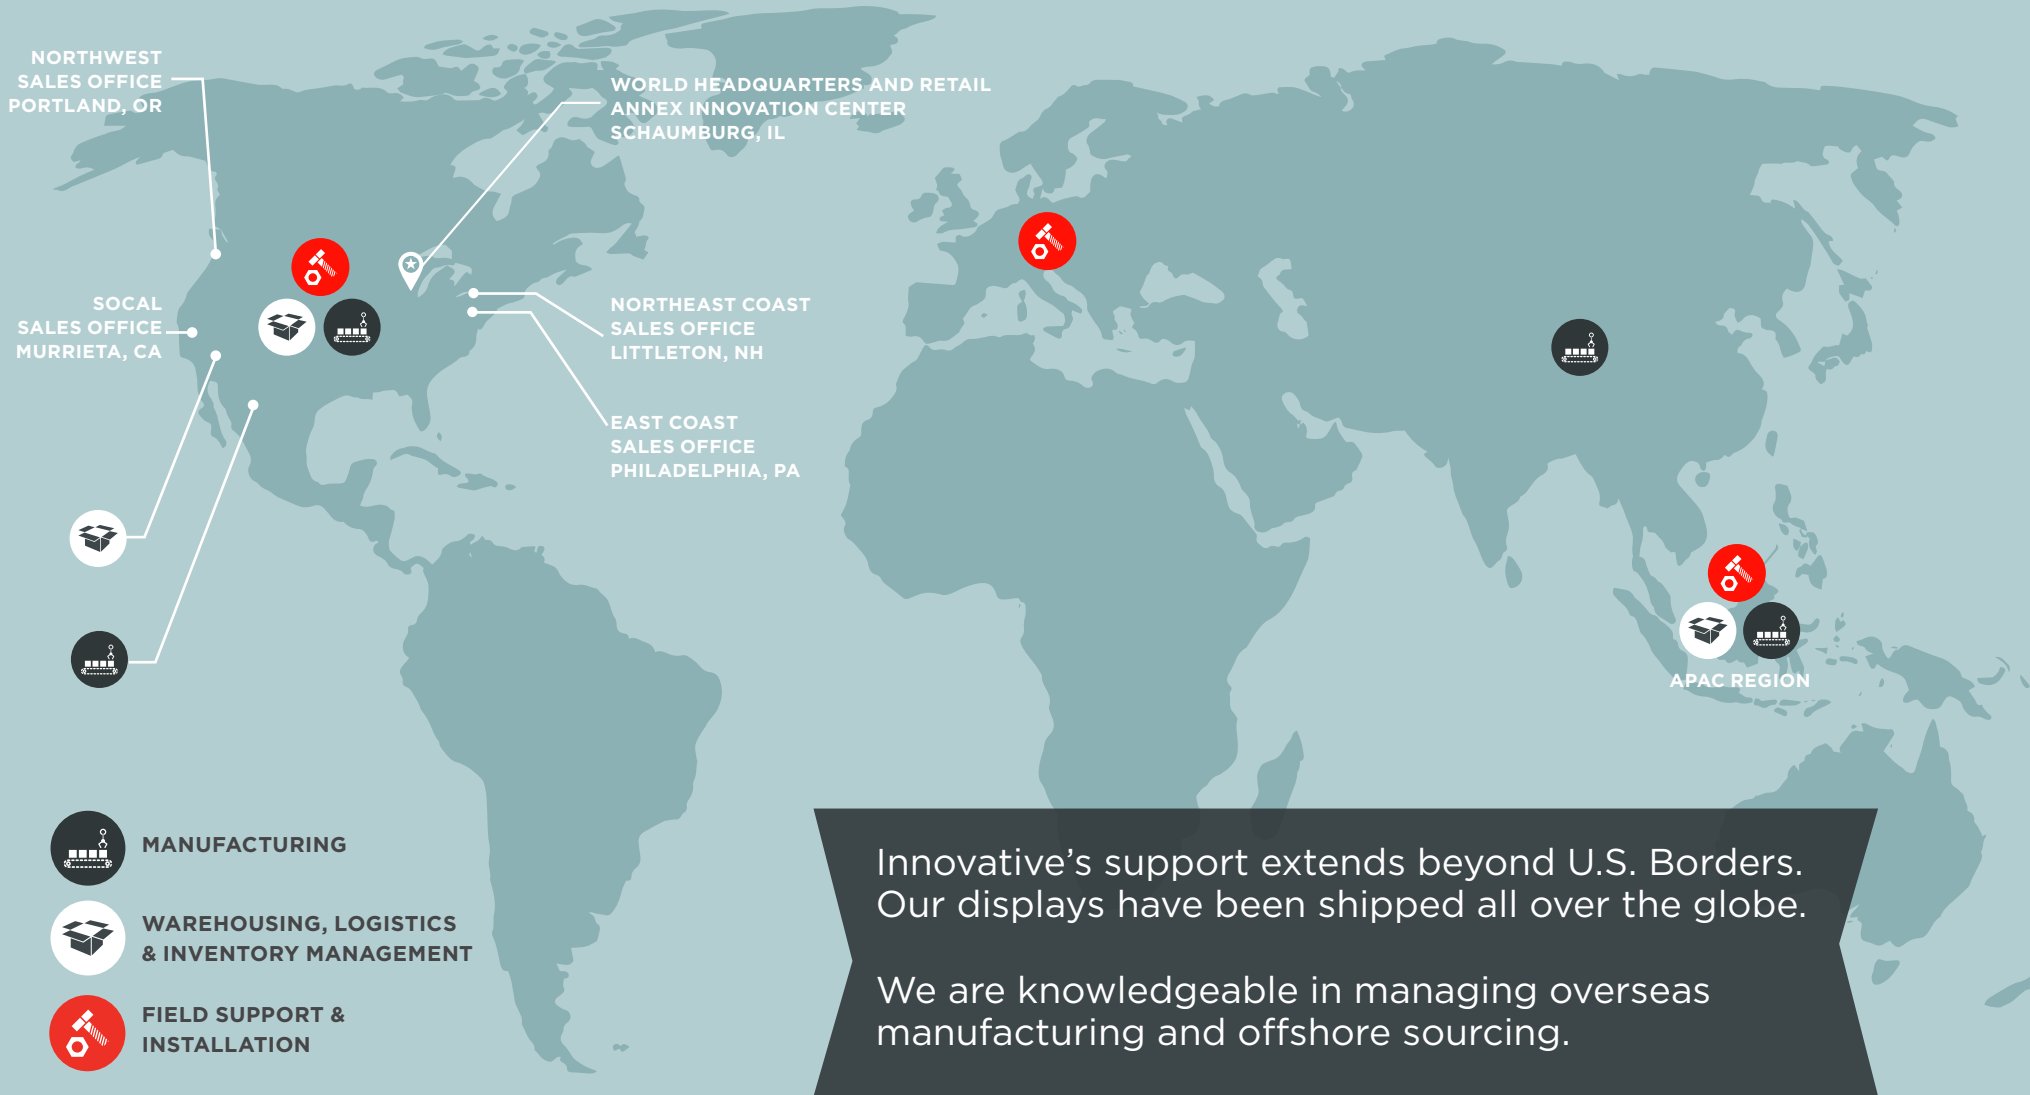 NORTHWEST
SALES OFFICE
PORTLAND, OR
WORLD HEADQUARTERS AND RETAIL
ANNEX INNOVATION CENTER
SCHAUMBURG, IL
SOCAL
SALES OFFICE
MURRIETA, CA
NORTHEAST COAST
SALES OFFICE
LITTLETON, NH
EAST COAST
SALES OFFICE
PHILADELPHIA, PA
APAC REGION
MANUFACTURING
WAREHOUSING, LOGISTICS
& INVENTORY MANAGEMENT
FIELD SUPPORT &
INSTALLATION
Innovative’s support extends beyond U.S. Borders.
Our displays have been shipped all over the globe.
We are knowledgeable in managing overseas
manufacturing and offshore sourcing.